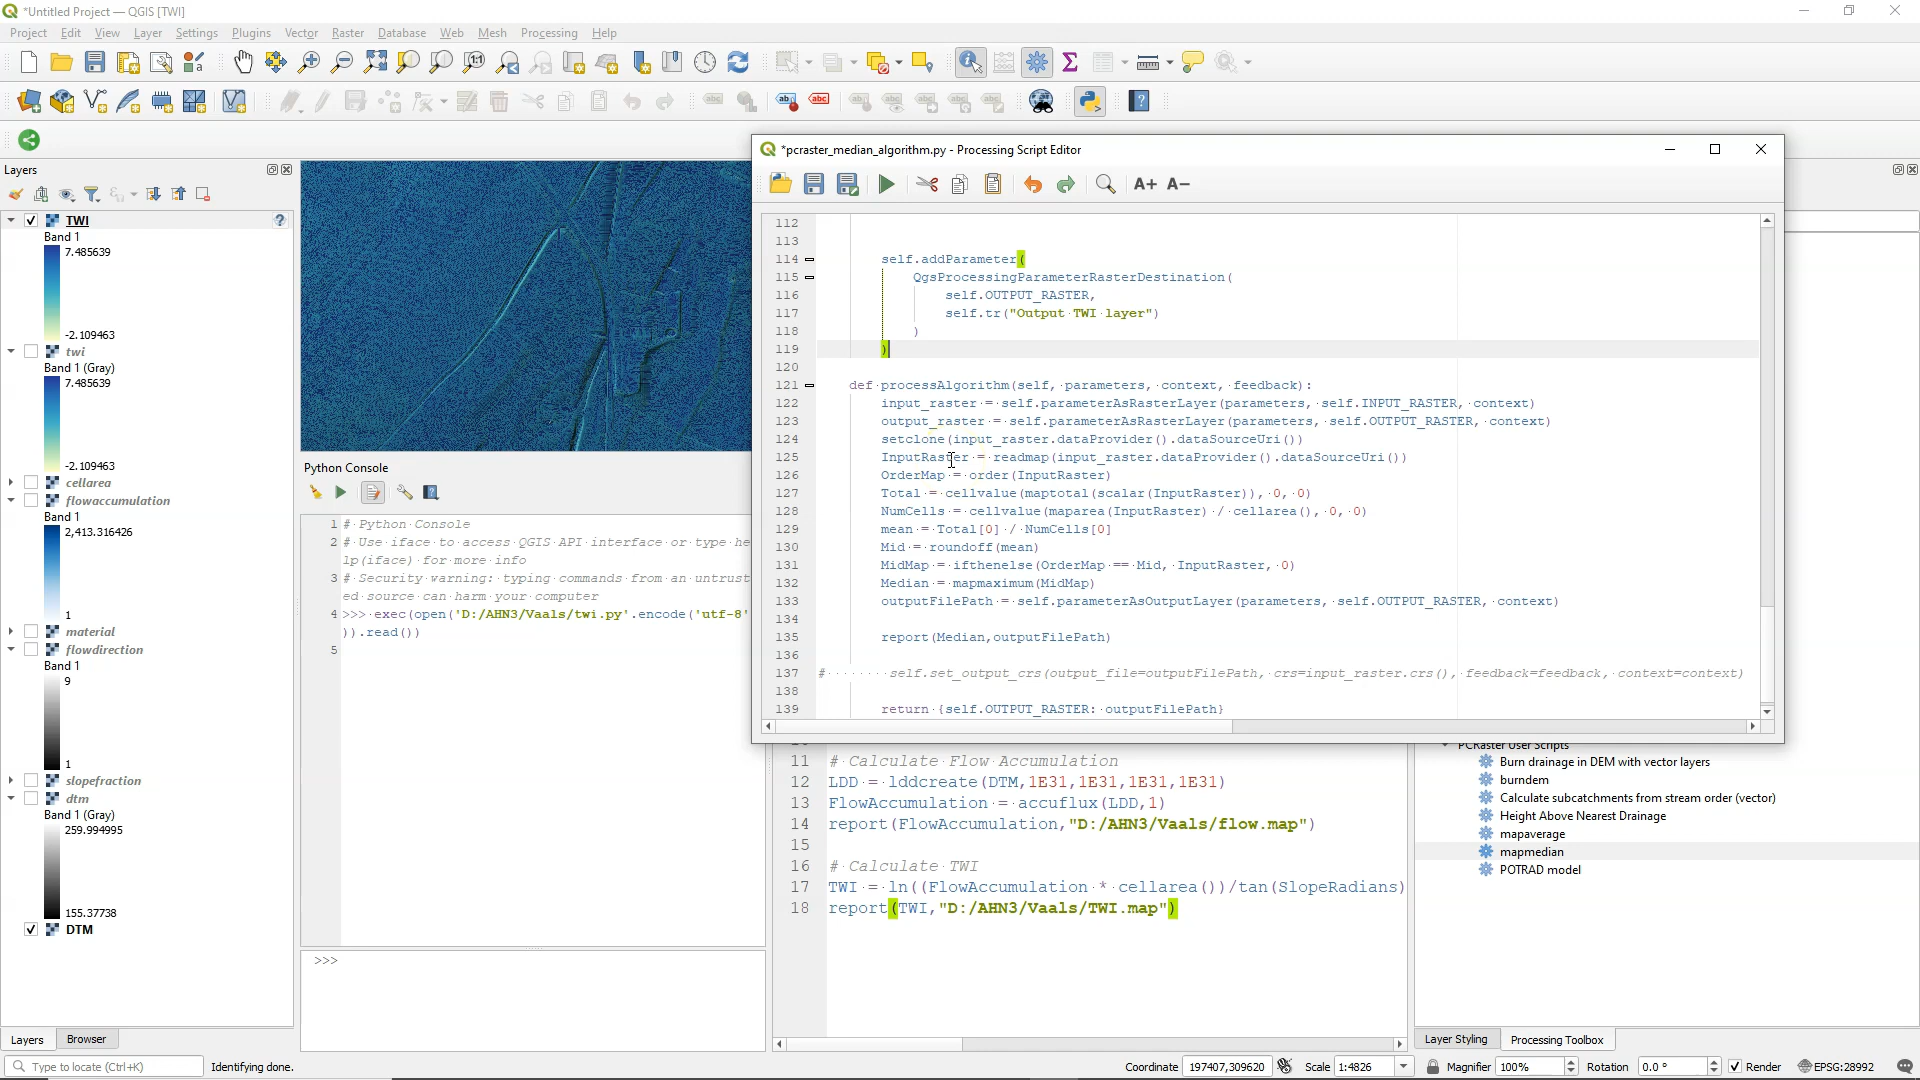 *Untitled Project — QGIS [TWI]
Project Edit View Layer Settings Plugins Vector Raster Database Web Mesh Processing Help
Layers
TWI
Band 1
7.485639
-2.109463
twi
Band 1 (Gray)
7.485639
-2.109463
cellarea
flowaccumulation
Band 1
2,413.316426
1
material
flowdirection
Band 1
9
1
slopefraction
dtm
Band 1 (Gray)
259.994995
155.37738
DTM
Layers Browser
Python Console
1 # Python Console
2 # Use iface to access QGIS API interface or type he
lp(iface) for more info
3 # Security warning: typing commands from an untrust
ed source can harm your computer
4 >>> exec(open('D:/AHN3/Vaals/twi.py'.encode('utf-8'
)).read())
5
>>>
*pcraster_median_algorithm.py - Processing Script Editor
A+ A-
112
113
114 self.addParameter(
115 QgsProcessingParameterRasterDestination(
116 self.OUTPUT_RASTER,
117 self.tr("Output TWI layer")
118 )
119 )
120
121 def processAlgorithm(self, parameters, context, feedback):
122 input_raster = self.parameterAsRasterLayer(parameters, self.INPUT_RASTER, context)
123 output_raster = self.parameterAsRasterLayer(parameters, self.OUTPUT_RASTER, context)
124 setclone(input_raster.dataProvider().dataSourceUri())
125 InputRaster = readmap(input_raster.dataProvider().dataSourceUri())
126 OrderMap = order(InputRaster)
127 Total = cellvalue(maptotal(scalar(InputRaster)), 0, 0)
128 NumCells = cellvalue(maparea(InputRaster) / cellarea(), 0, 0)
129 mean = Total[0] / NumCells[0]
130 Mid = roundoff(mean)
131 MidMap = ifthenelse(OrderMap == Mid, InputRaster, 0)
132 Median = mapmaximum(MidMap)
133 outputFilePath = self.parameterAsOutputLayer(parameters, self.OUTPUT_RASTER, context)
134
135 report(Median,outputFilePath)
136
137 # self.set_output_crs(output_file=outputFilePath, crs=input_raster.crs(), feedback=feedback, context=context)
138
139 return {self.OUTPUT_RASTER: outputFilePath}
11 # Calculate Flow Accumulation
12 LDD = lddcreate(DTM,1E31,1E31,1E31,1E31)
13 FlowAccumulation = accuflux(LDD,1)
14 report(FlowAccumulation,"D:/AHN3/Vaals/flow.map")
15
16 # Calculate TWI
17 TWI = ln((FlowAccumulation * cellarea())/tan(SlopeRadians)
18 report(TWI,"D:/AHN3/Vaals/TWI.map")
PCRaster User Scripts
Burn drainage in DEM with vector layers
burndem
Calculate subcatchments from stream order (vector)
Height Above Nearest Drainage
mapaverage
mapmedian
POTRAD model
Layer Styling Processing Toolbox
Type to locate (Ctrl+K) Identifying done. Coordinate 197407,309620 Scale 1:4826 Magnifier 100% Rotation 0.0 ° Render EPSG:28992